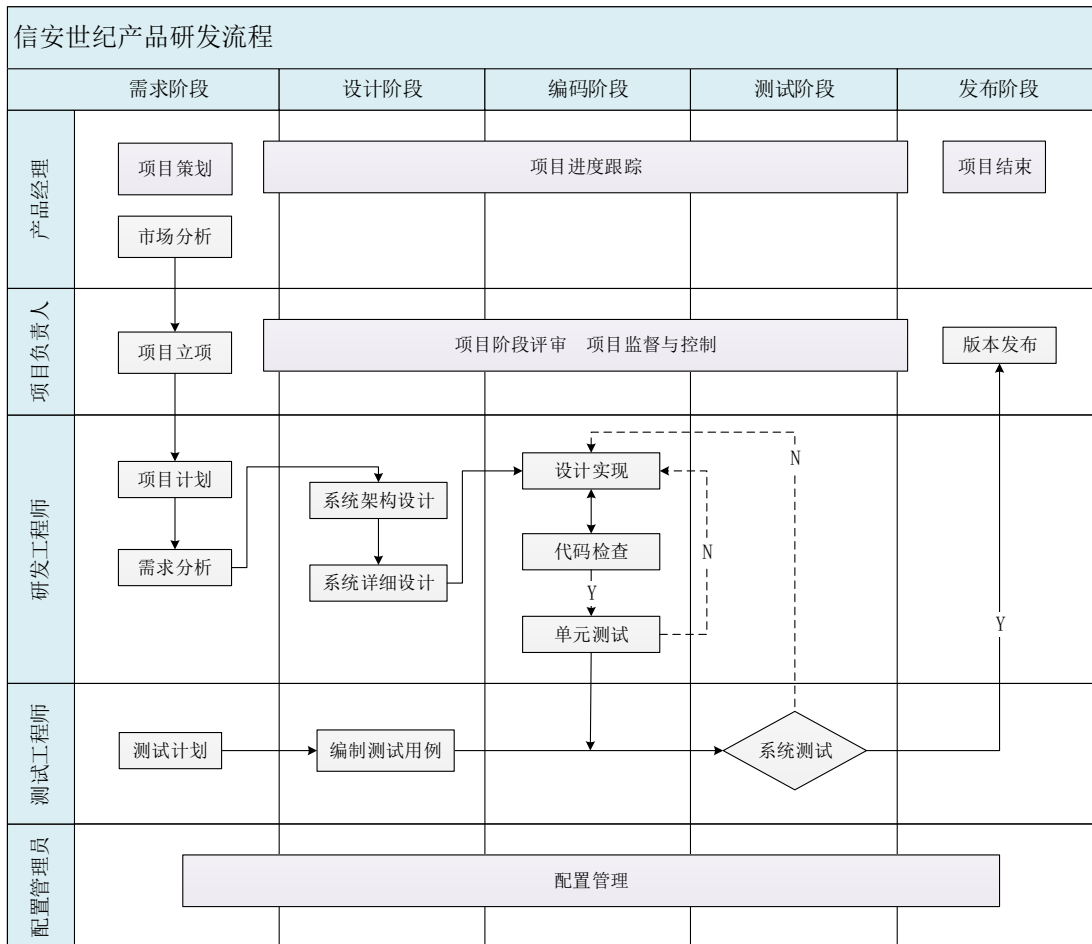 信安世纪产品研发流程
需求阶段
设计阶段
编码阶段
测试阶段
发布阶段
产品经理
项目策划
项目进度跟踪
项目结束
市场分析
项目负责人
项目立项
项目阶段评审 项目监督与控制
版本发布
研发工程师
项目计划
系统架构设计
设计实现
N
需求分析
系统详细设计
代码检查
N
Y
单元测试
Y
测试工程师
测试计划
编制测试用例
系统测试
配置管理员
配置管理